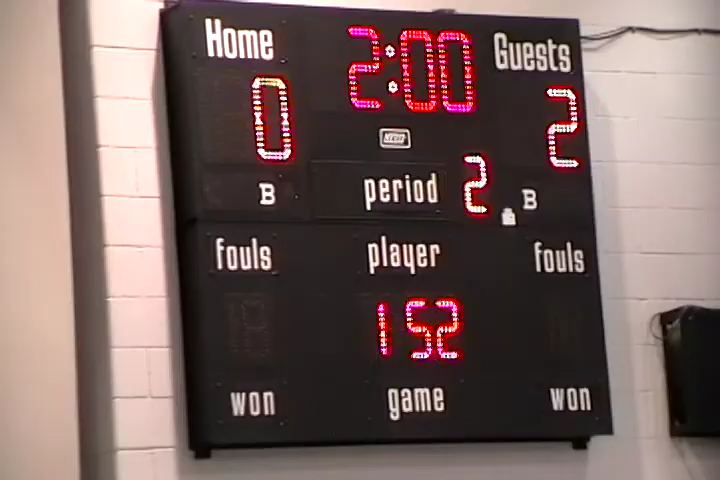 Home 2:00 Guests
0 2
B period 2 B
fouls player fouls
152
won game won